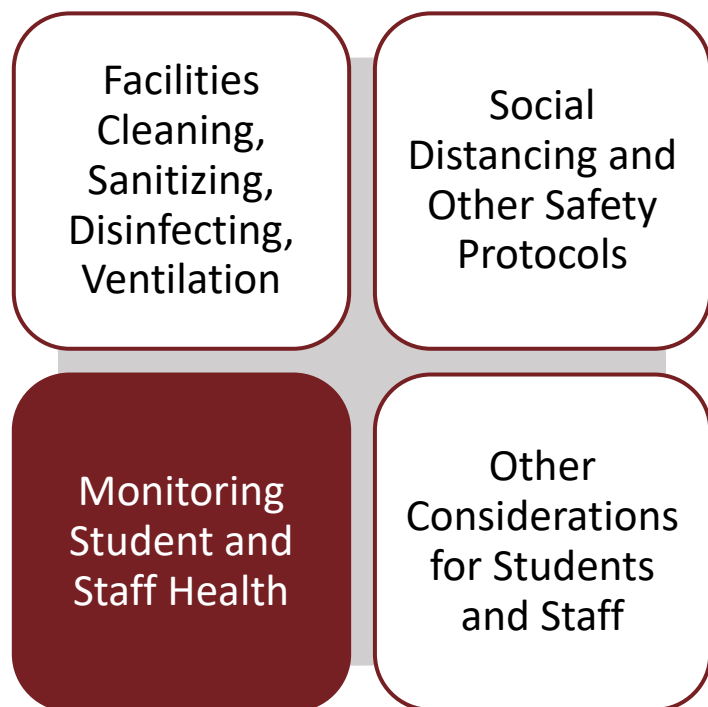 Facilities
Cleaning,
Sanitizing,
Disinfecting,
Ventilation
Social
Distancing and
Other Safety
Protocols
Monitoring
Student and
Staff Health
Other
Considerations
for Students
and Staff